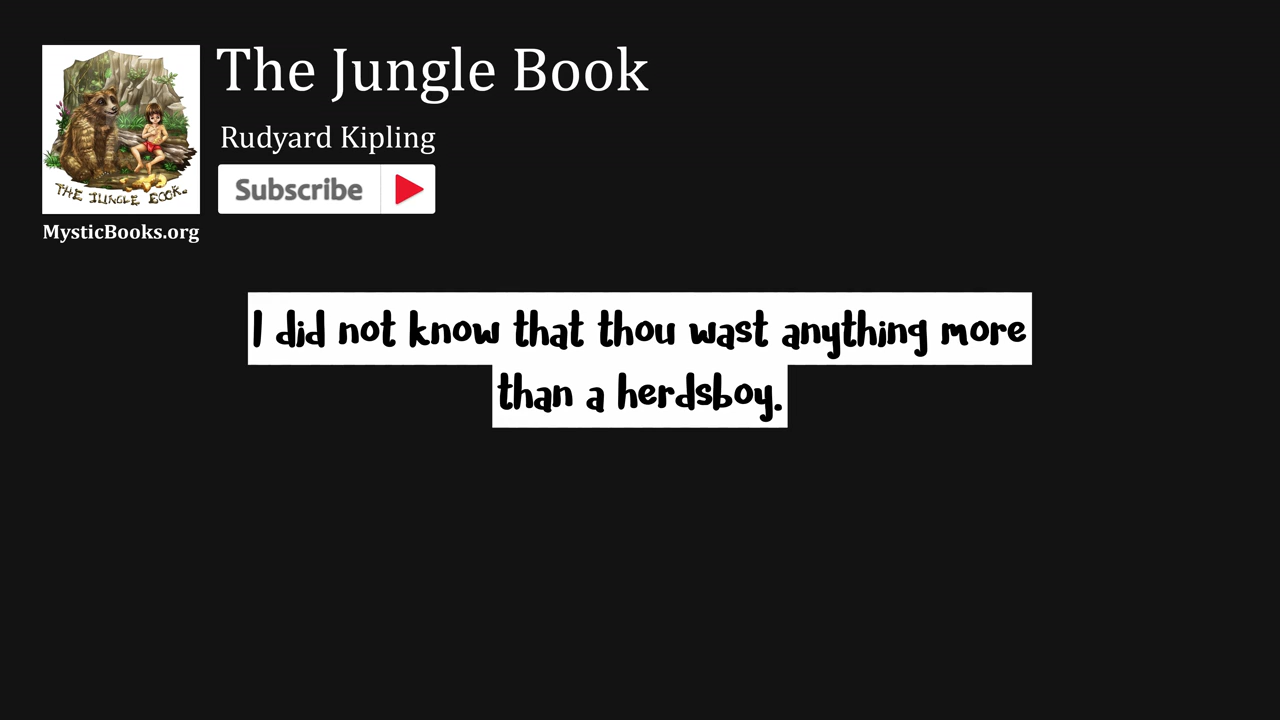 The Jungle Book
Rudyard Kipling
Subscribe
THE JUNGLE BOOK.
MysticBooks.org
I did not know that thou wast anything more
than a herdsboy.